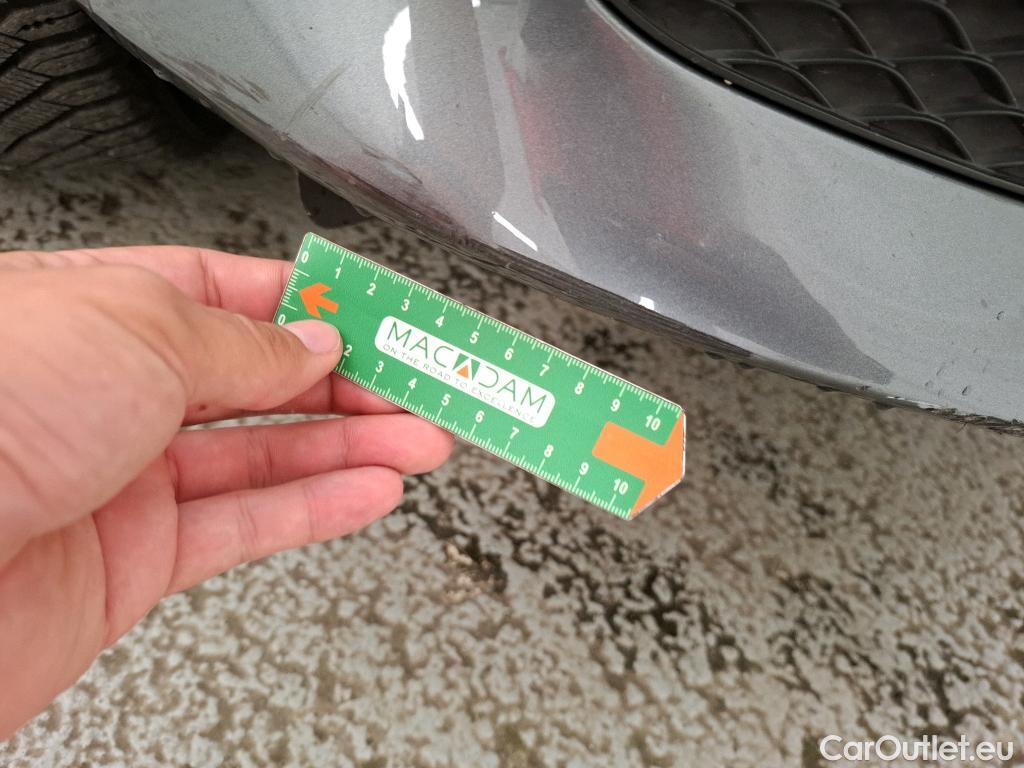 0 1 2 3 4 5 6 7 8 9 10
MACADAM
ON THE ROAD TO EXCELLENCE
0 2 3 4 5 6 7 8 9 10
CarOutlet.eu